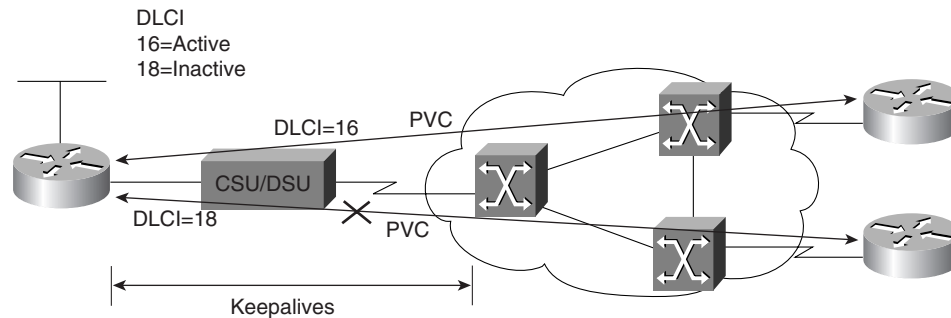 DLCI
16=Active
18=Inactive
PVC
DLCI=16
CSU/DSU
DLCI=18
PVC
Keepalives